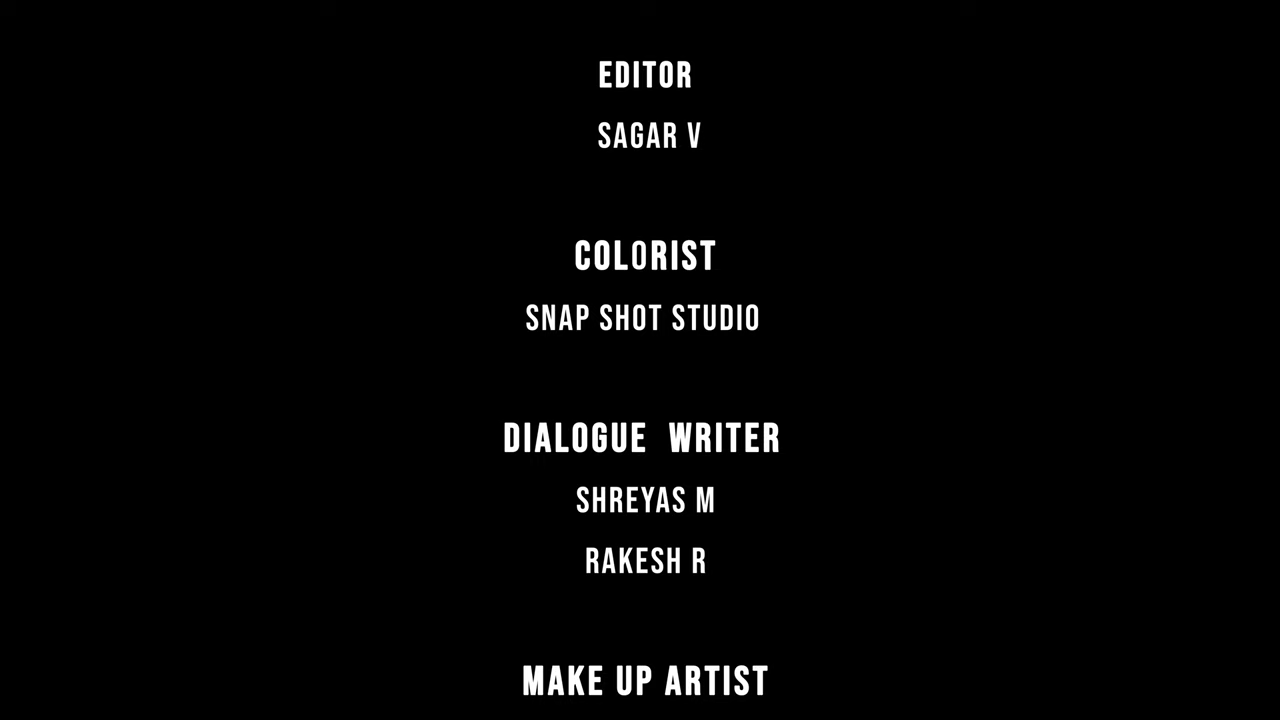 EDITOR
SAGAR V
COLORIST
SNAP SHOT STUDIO
DIALOGUE WRITER
SHREYAS M
RAKESH R
MAKE UP ARTIST